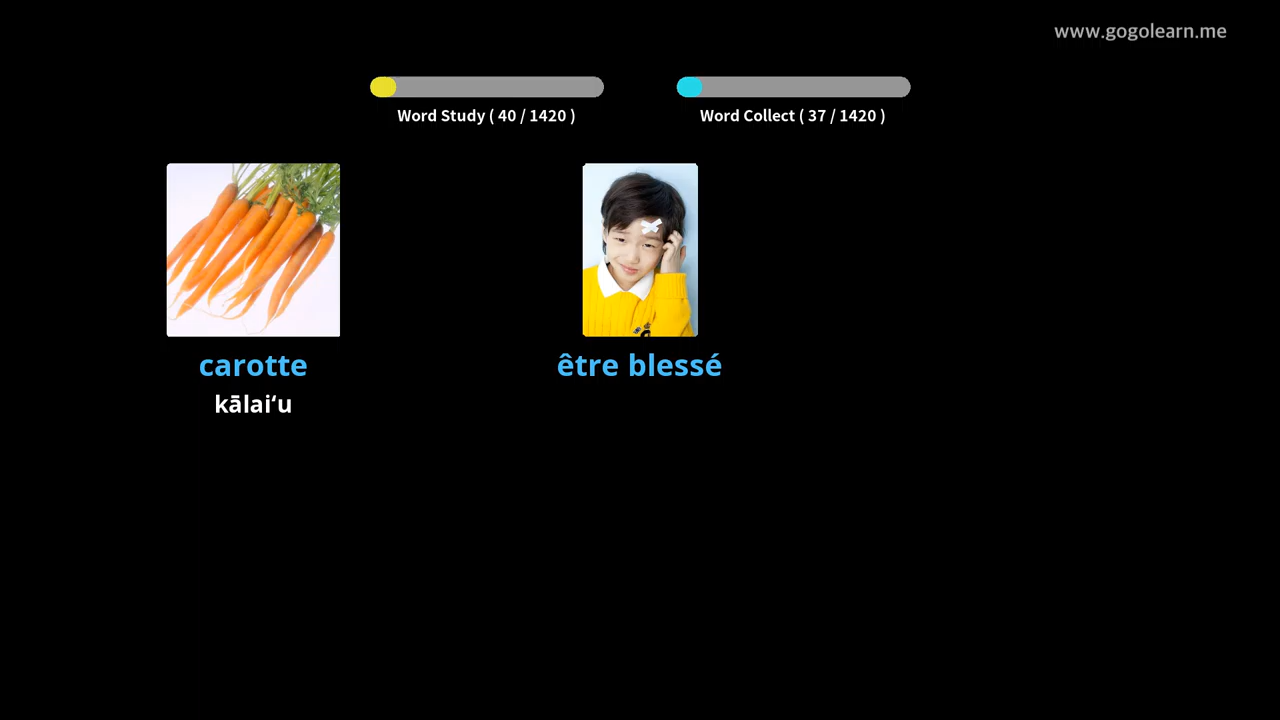 www.gogolearn.me
Word Study ( 40 / 1420 )
Word Collect ( 37 / 1420 )
carotte
être blessé
kālaiʻu